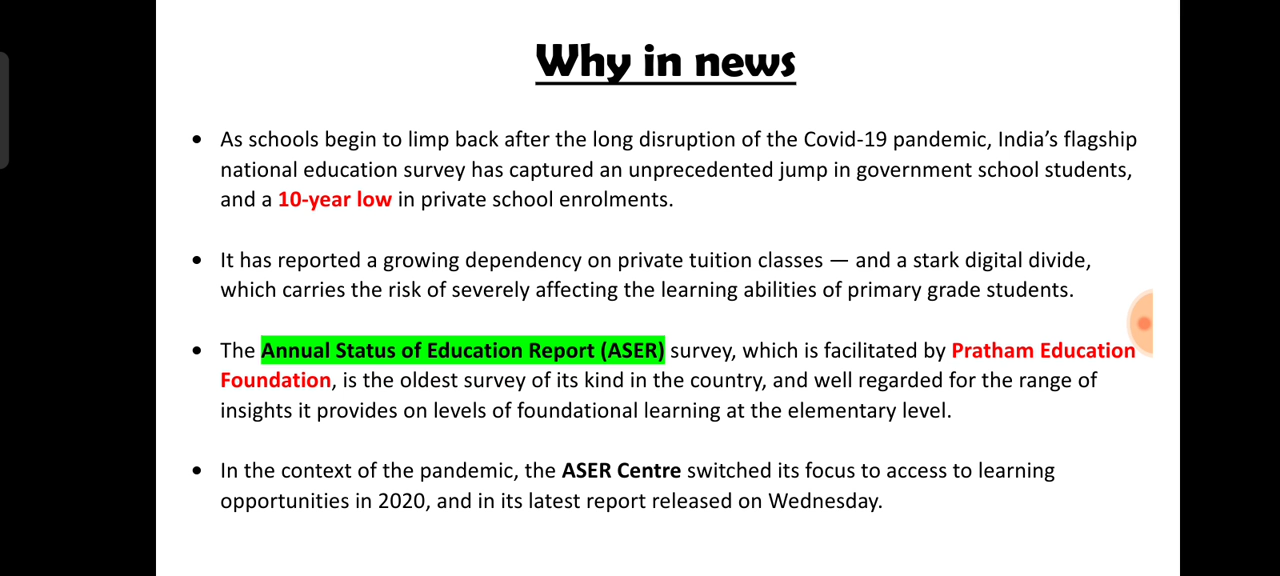 Why in news
• As schools begin to limp back after the long disruption of the Covid-19 pandemic, India’s flagship
national education survey has captured an unprecedented jump in government school students,
and a 10-year low in private school enrolments.
• It has reported a growing dependency on private tuition classes — and a stark digital divide,
which carries the risk of severely affecting the learning abilities of primary grade students.
• The Annual Status of Education Report (ASER) survey, which is facilitated by Pratham Education
Foundation, is the oldest survey of its kind in the country, and well regarded for the range of
insights it provides on levels of foundational learning at the elementary level.
• In the context of the pandemic, the ASER Centre switched its focus to access to learning
opportunities in 2020, and in its latest report released on Wednesday.